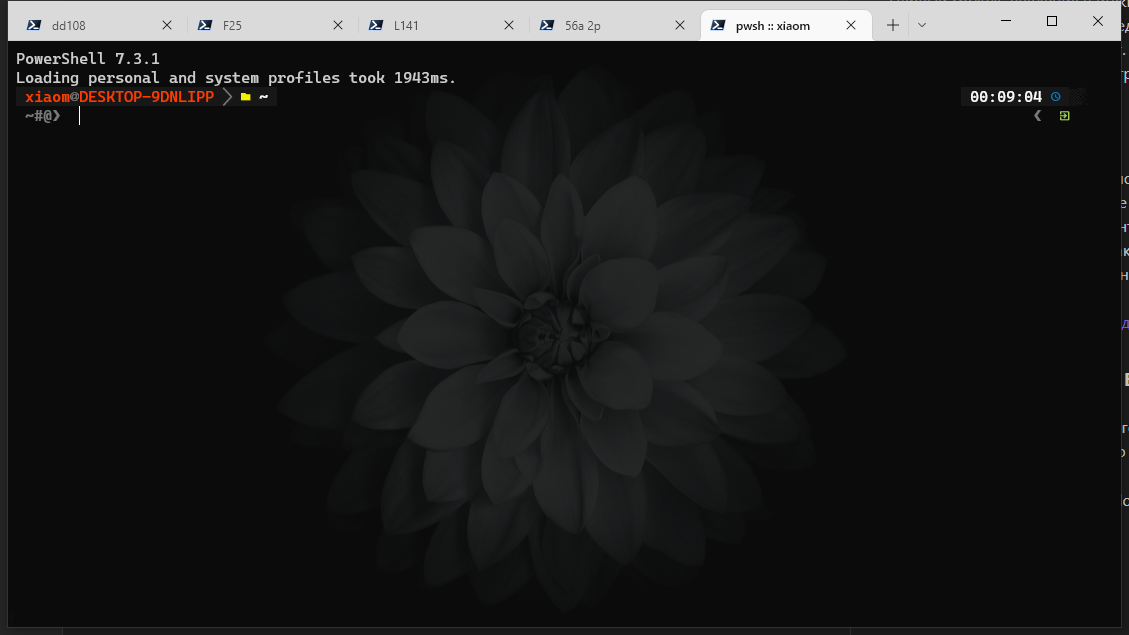 dd108
F25
L141
56a 2p
pwsh :: xiaom
PowerShell 7.3.1
Loading personal and system profiles took 1943ms.
xiaom@DESKTOP-9DNLIPP ~ 00:09:04
~#@❯ ❮